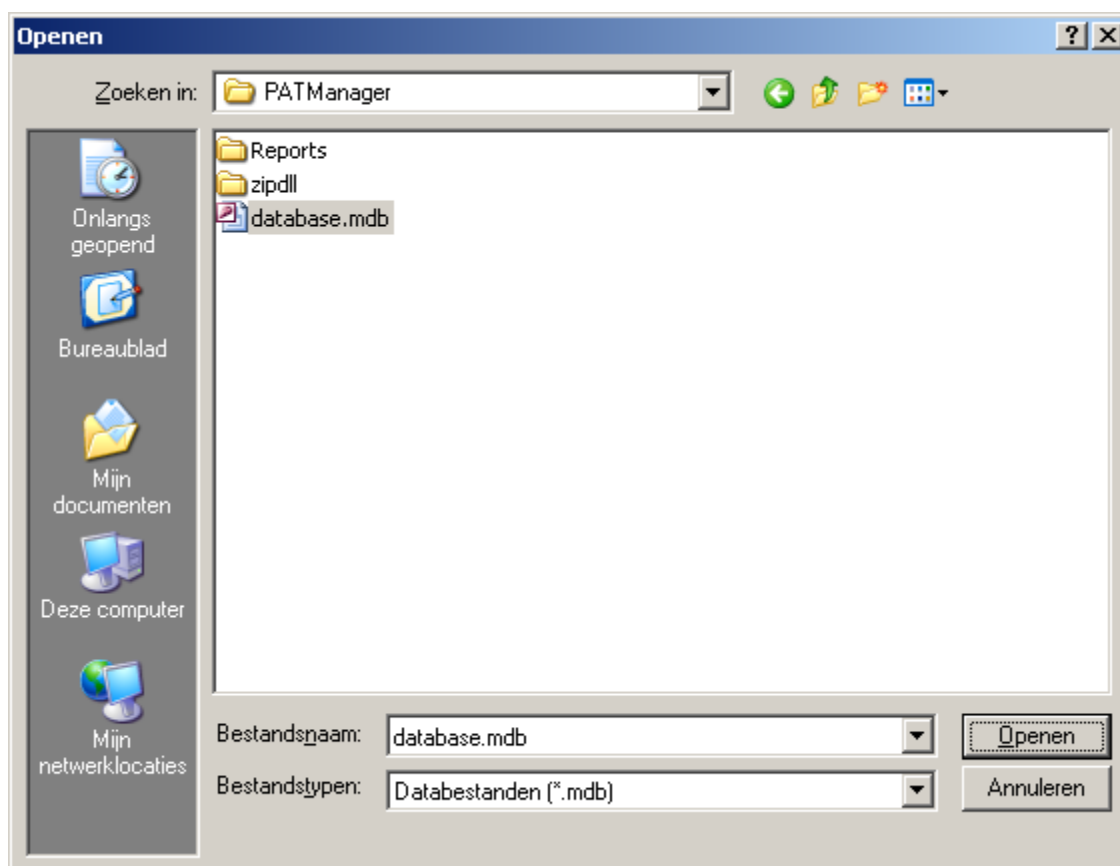 Openen
Zoeken in:
PATManager
Onlangs
geopend
Bureaublad
Mijn
documenten
Deze computer
Mijn
netwerklocaties
Reports
zipdll
database.mdb
Bestandsnaam:
database.mdb
Openen
Bestandstypen:
Databestanden (*.mdb)
Annuleren